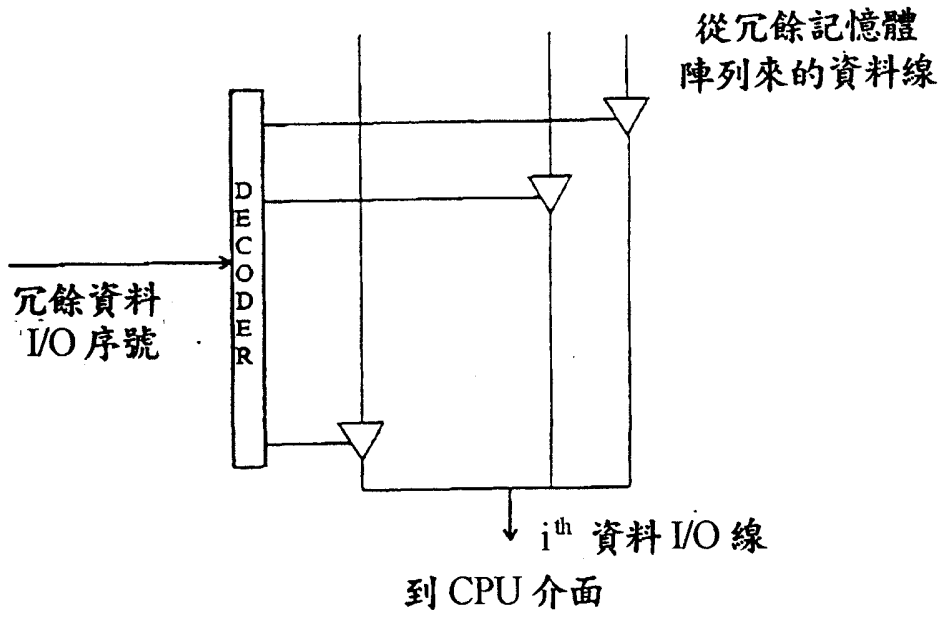 從冗餘記憶體
陣列來的資料線
DECODER
冗餘資料
I/O 序號
i^th 資料 I/O 線
到 CPU 介面